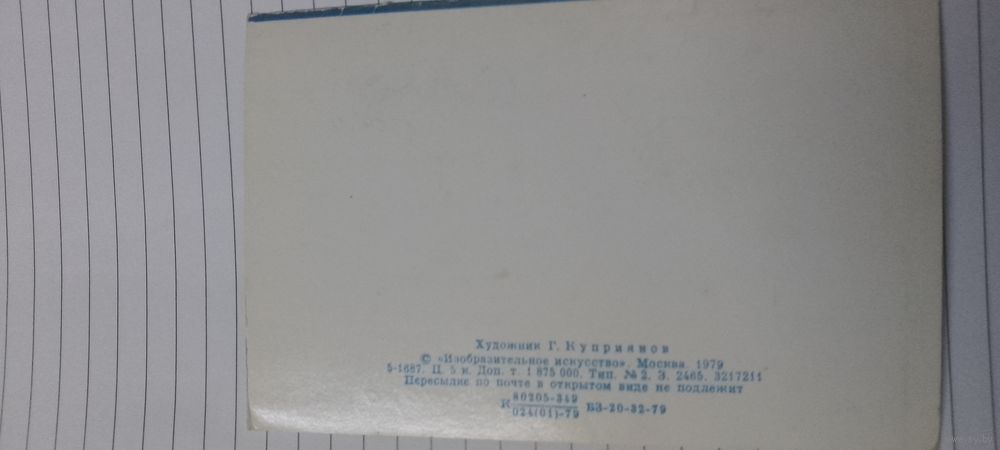 Художник Г. Куприянов
© «Изобразительное искусство». Москва. 1979
5-1687. Ц. 5 к. Доп. т. 1 875 000. Тип. № 2. З. 2465. 3217211
Пересылке по почте в открытом виде не подлежит
К 80205-349
024(01)-79 БЗ-20-32-79